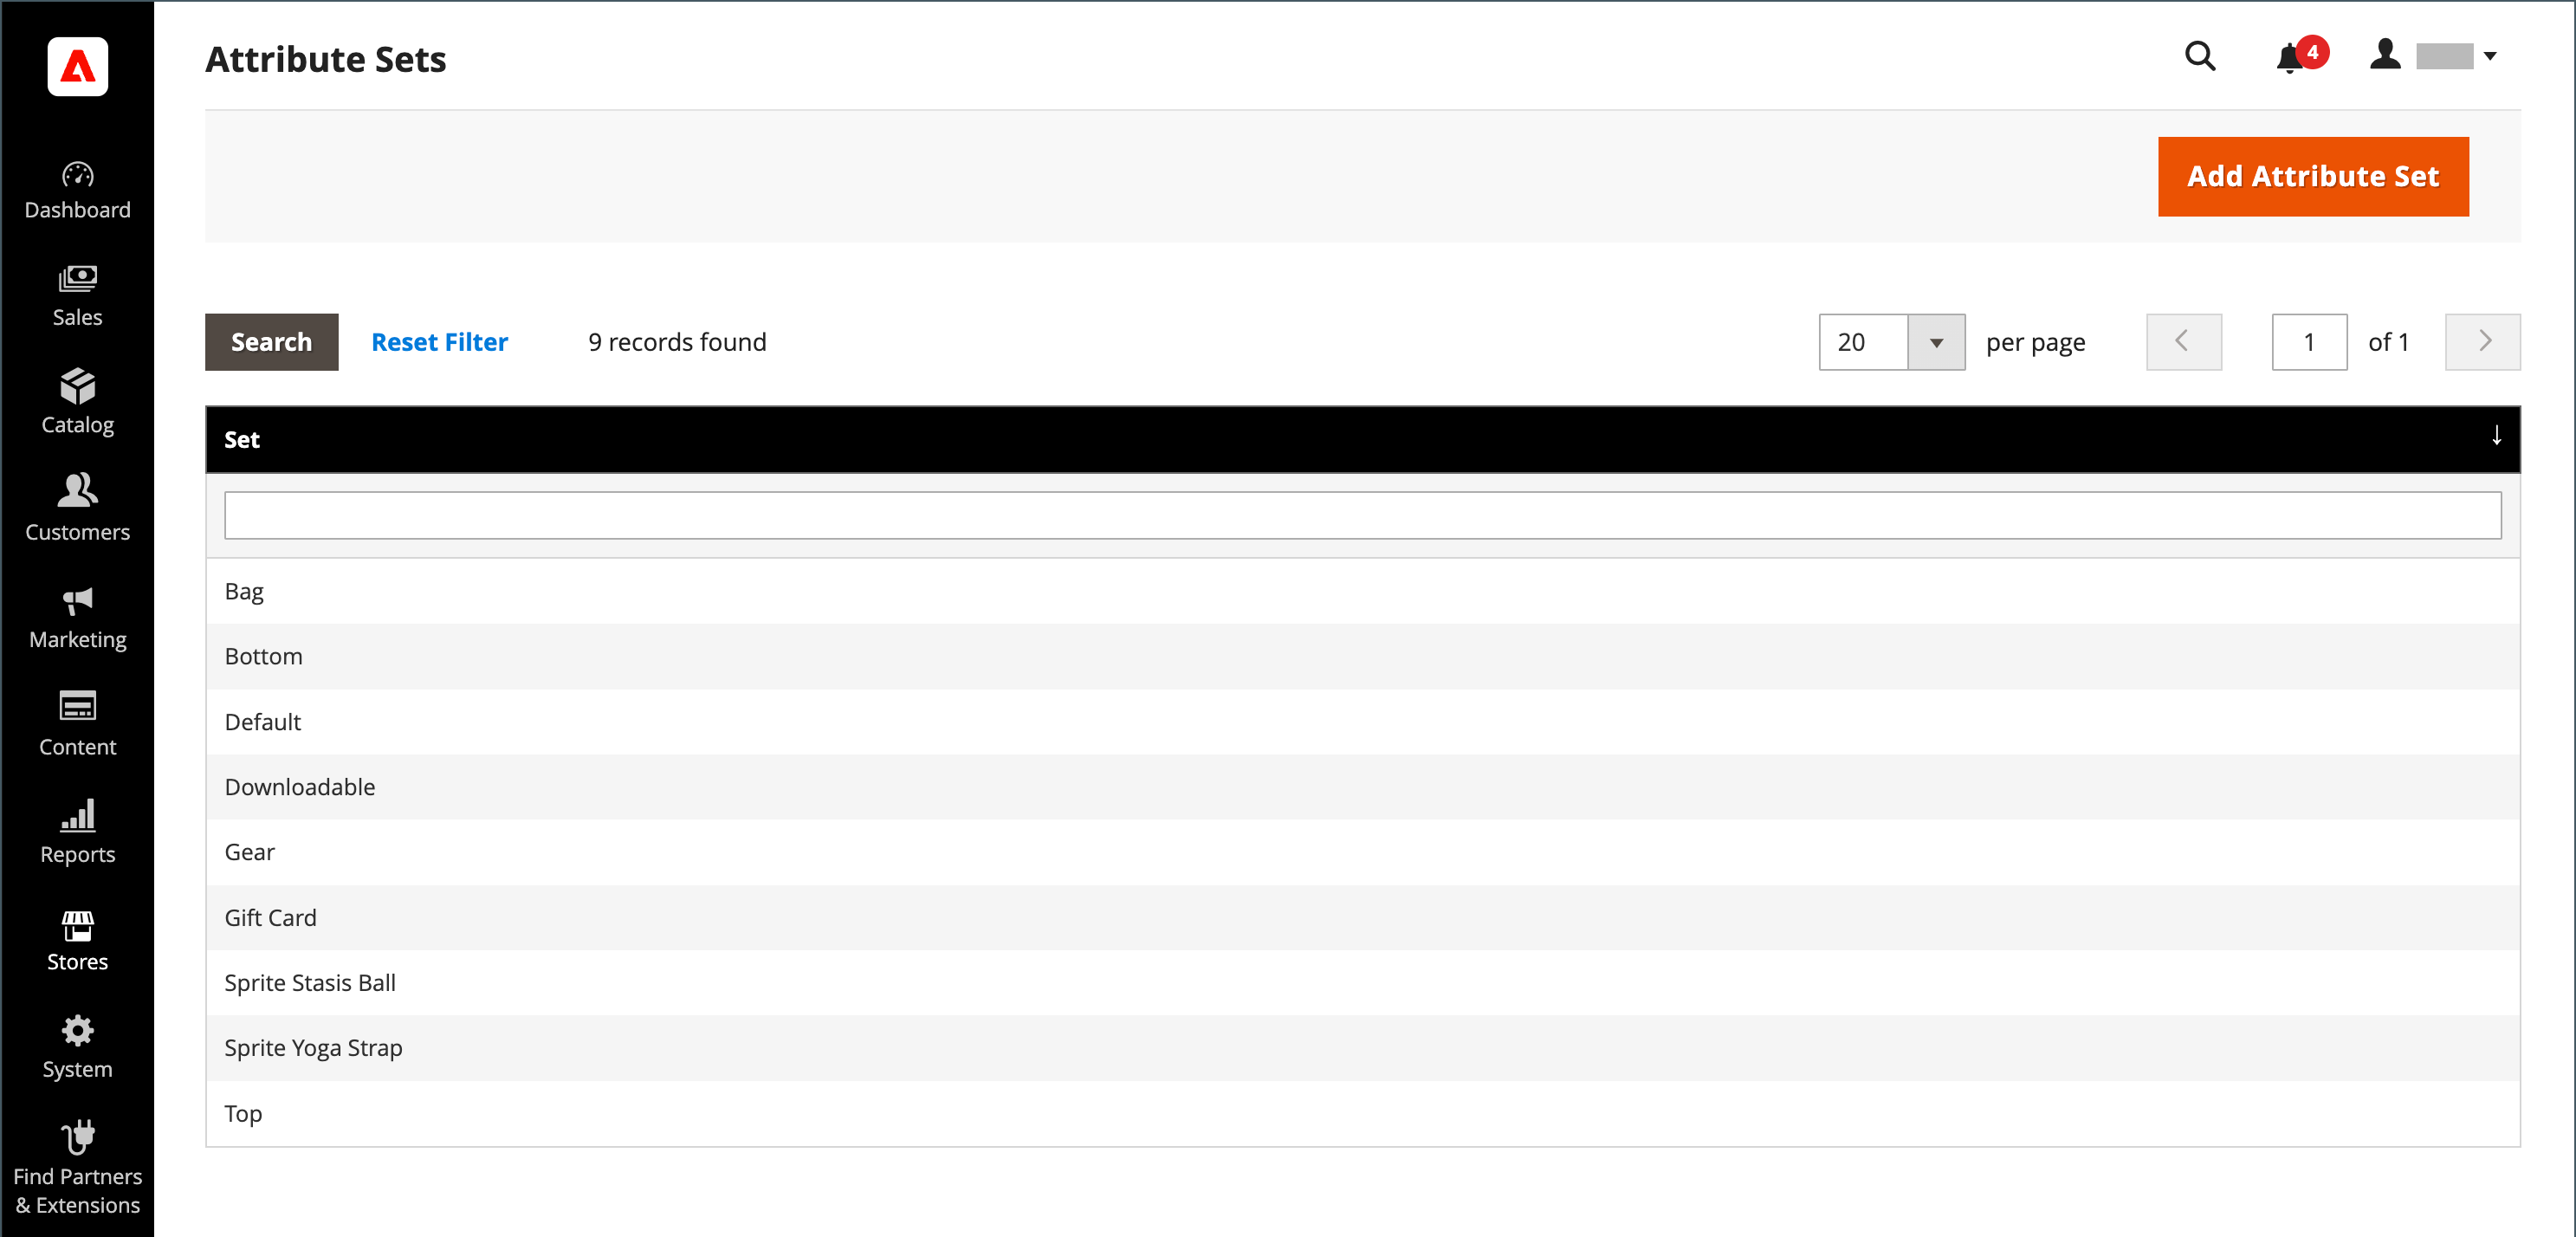 Attribute Sets
4
Add Attribute Set
Dashboard
Sales
Catalog
Customers
Marketing
Content
Reports
Stores
System
Find Partners
& Extensions
Search Reset Filter 9 records found 20 per page 1 of 1
Set
Bag
Bottom
Default
Downloadable
Gear
Gift Card
Sprite Stasis Ball
Sprite Yoga Strap
Top